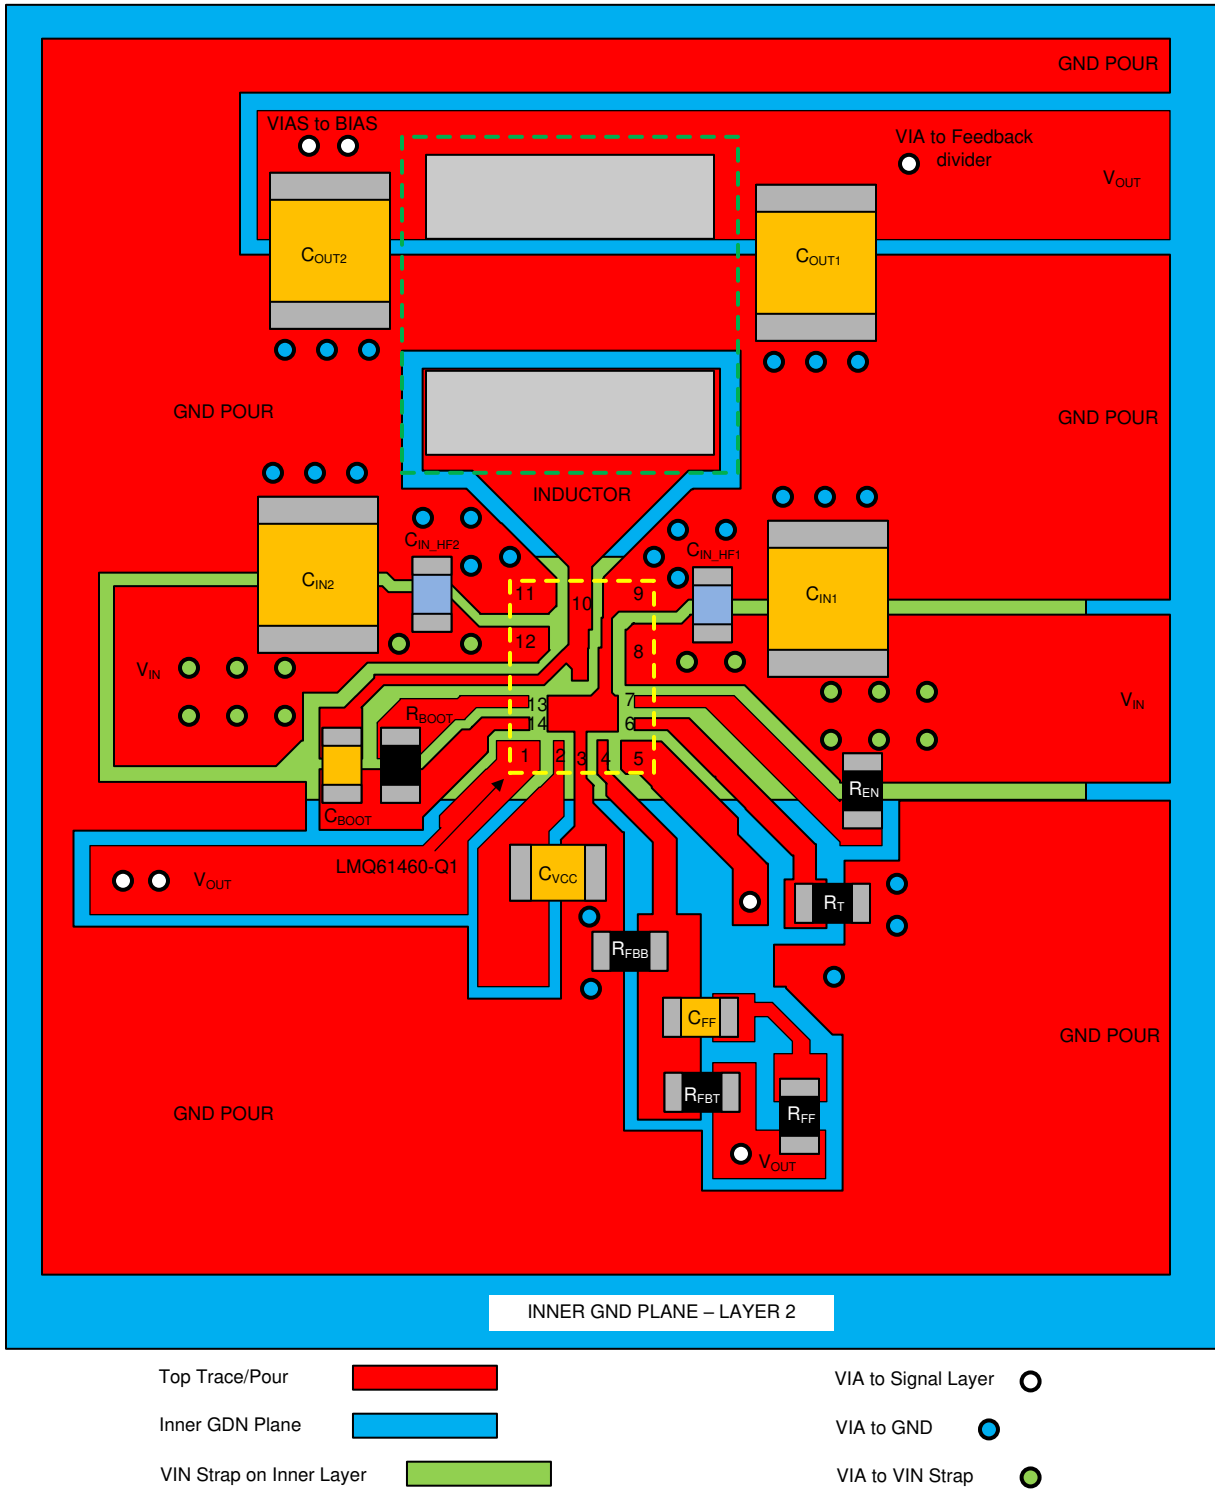 GND POUR
VIAS to BIAS
VIA to Feedback
divider
VOUT
COUT2
COUT1
GND POUR
GND POUR
INDUCTOR
CIN_HF2
CIN_HF1
CIN2
CIN1
11
10
9
12
8
VIN
VIN
13
7
RBOOT
14
6
1
2
3
4
5
REN
CBOOT
LMQ61460-Q1
CVCC
VOUT
RT
RFBB
CFF
GND POUR
RFBT
RFF
GND POUR
VOUT
INNER GND PLANE – LAYER 2
Top Trace/Pour
VIA to Signal Layer
Inner GDN Plane
VIA to GND
VIN Strap on Inner Layer
VIA to VIN Strap